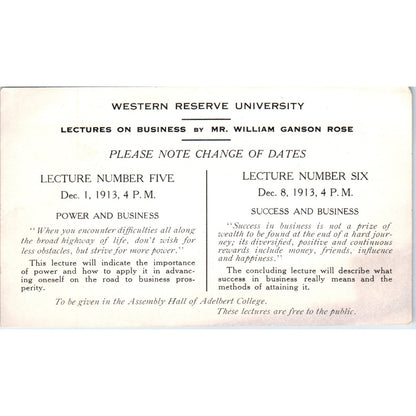 WESTERN RESERVE UNIVERSITY
LECTURES ON BUSINESS BY MR. WILLIAM GANSON ROSE
PLEASE NOTE CHANGE OF DATES
LECTURE NUMBER FIVE
Dec. 1, 1913, 4 P. M.
POWER AND BUSINESS
"When you encounter difficulties all along
the broad highway of life, don't wish for
less obstacles, but strive for more power."
This lecture will indicate the importance
of power and how to apply it in advanc-
ing oneself on the road to business pros-
perity.
LECTURE NUMBER SIX
Dec. 8, 1913, 4 P. M.
SUCCESS AND BUSINESS
"Success in business is not a prize of
wealth to be found at the end of a hard jour-
ney; its diversified, positive and continuous
rewards include money, friends, influence
and happiness."
The concluding lecture will describe what
success in business really means and the
methods of attaining it.
To be given in the Assembly Hall of Adelbert College.
These lectures are free to the public.